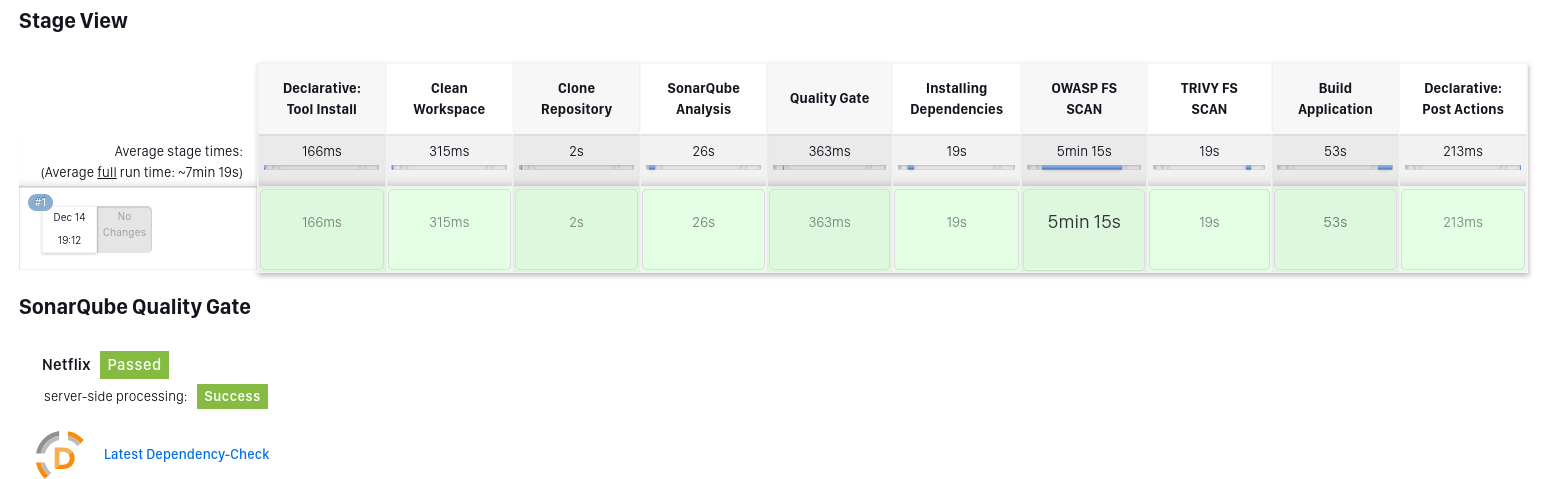 Stage View
Declarative: Tool Install
Clean Workspace
Clone Repository
SonarQube Analysis
Quality Gate
Installing Dependencies
OWASP FS SCAN
TRIVY FS SCAN
Build Application
Declarative: Post Actions
Average stage times:
(Average full run time: ~7min 19s)
166ms
315ms
2s
26s
363ms
19s
5min 15s
19s
53s
213ms
#1
Dec 14
19:12
No
Changes
166ms
315ms
2s
26s
363ms
19s
5min 15s
19s
53s
213ms
SonarQube Quality Gate
Netflix Passed
server-side processing: Success
D
Latest Dependency-Check